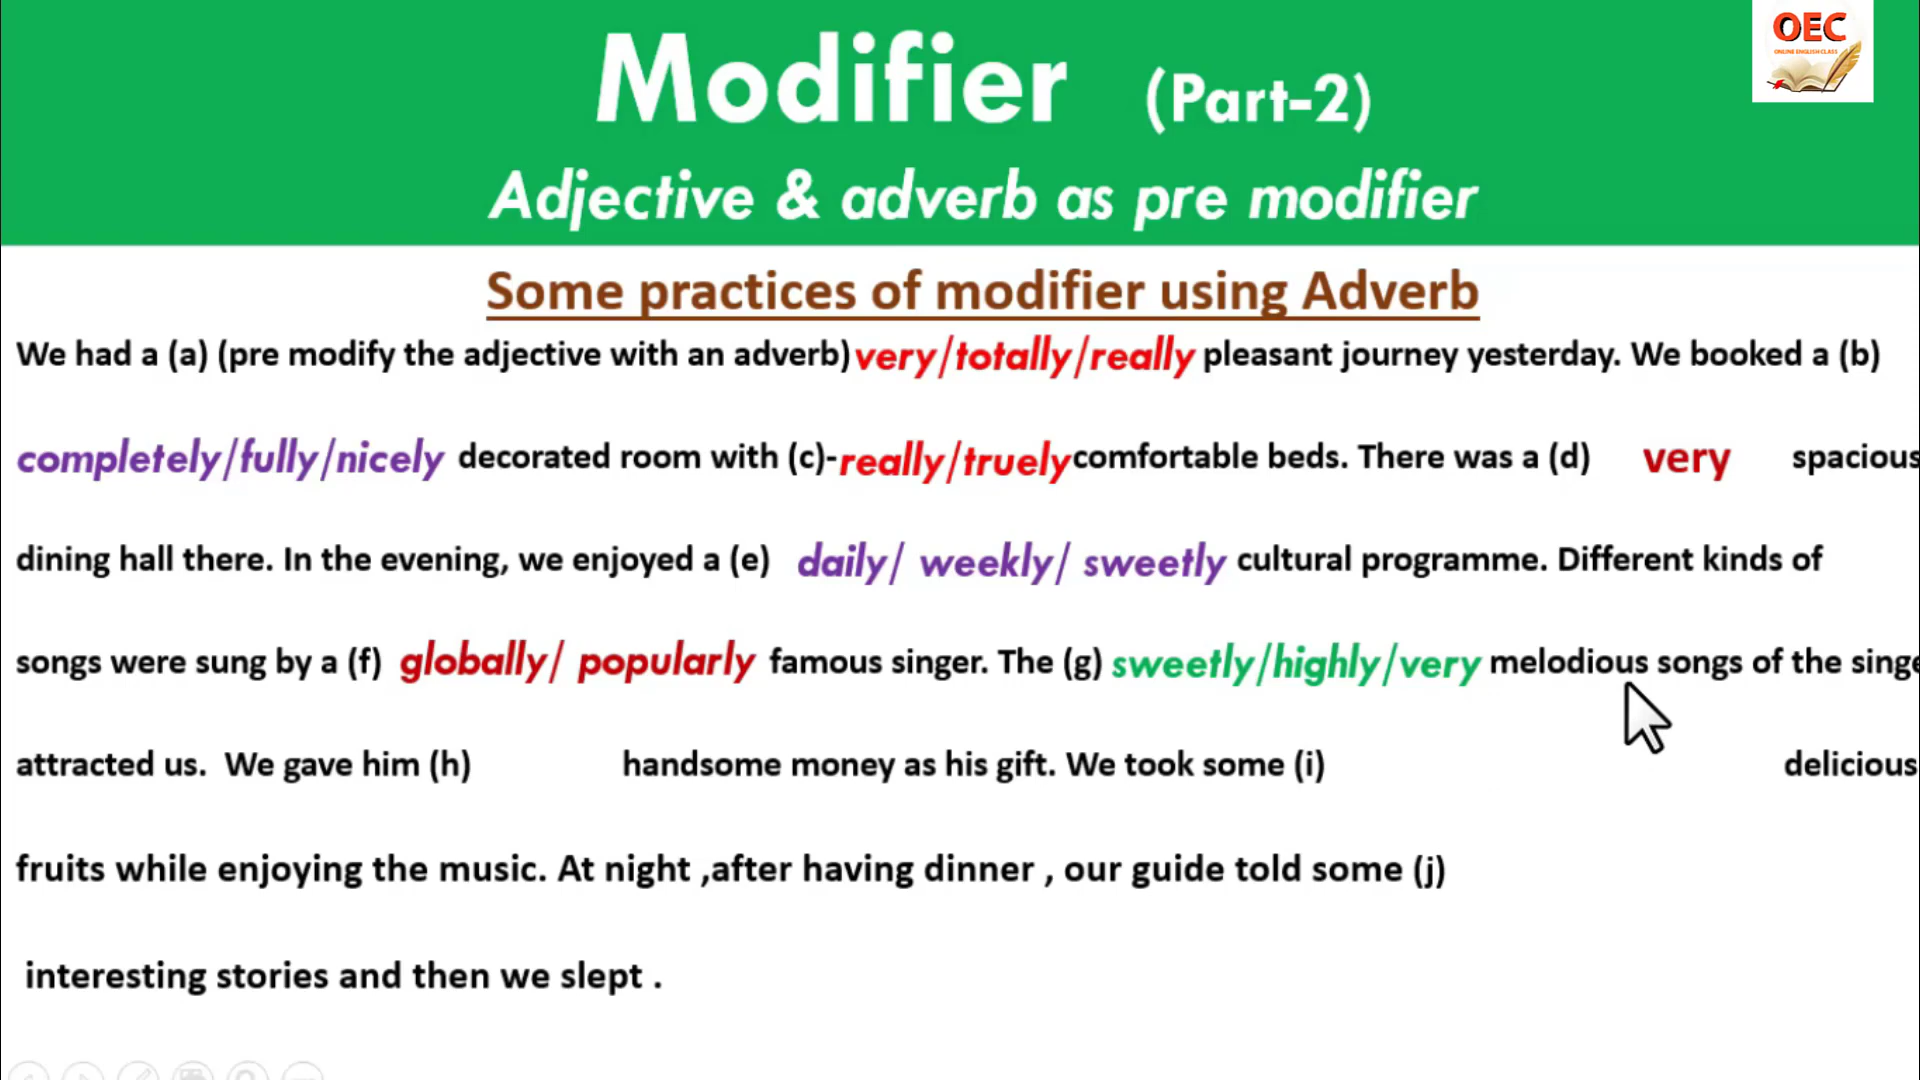 OEC
ONLINE ENGLISH CLASS
Modifier (Part-2)
Adjective & adverb as pre modifier
Some practices of modifier using Adverb
We had a (a) (pre modify the adjective with an adverb) very/totally/really pleasant journey yesterday. We booked a (b)
completely/fully/nicely decorated room with (c)-really/truely comfortable beds. There was a (d) very spacious
dining hall there. In the evening, we enjoyed a (e) daily/ weekly/ sweetly cultural programme. Different kinds of
songs were sung by a (f) globally/ popularly famous singer. The (g) sweetly/highly/very melodious songs of the singe
attracted us. We gave him (h) handsome money as his gift. We took some (i) delicious
fruits while enjoying the music. At night ,after having dinner , our guide told some (j)
interesting stories and then we slept .